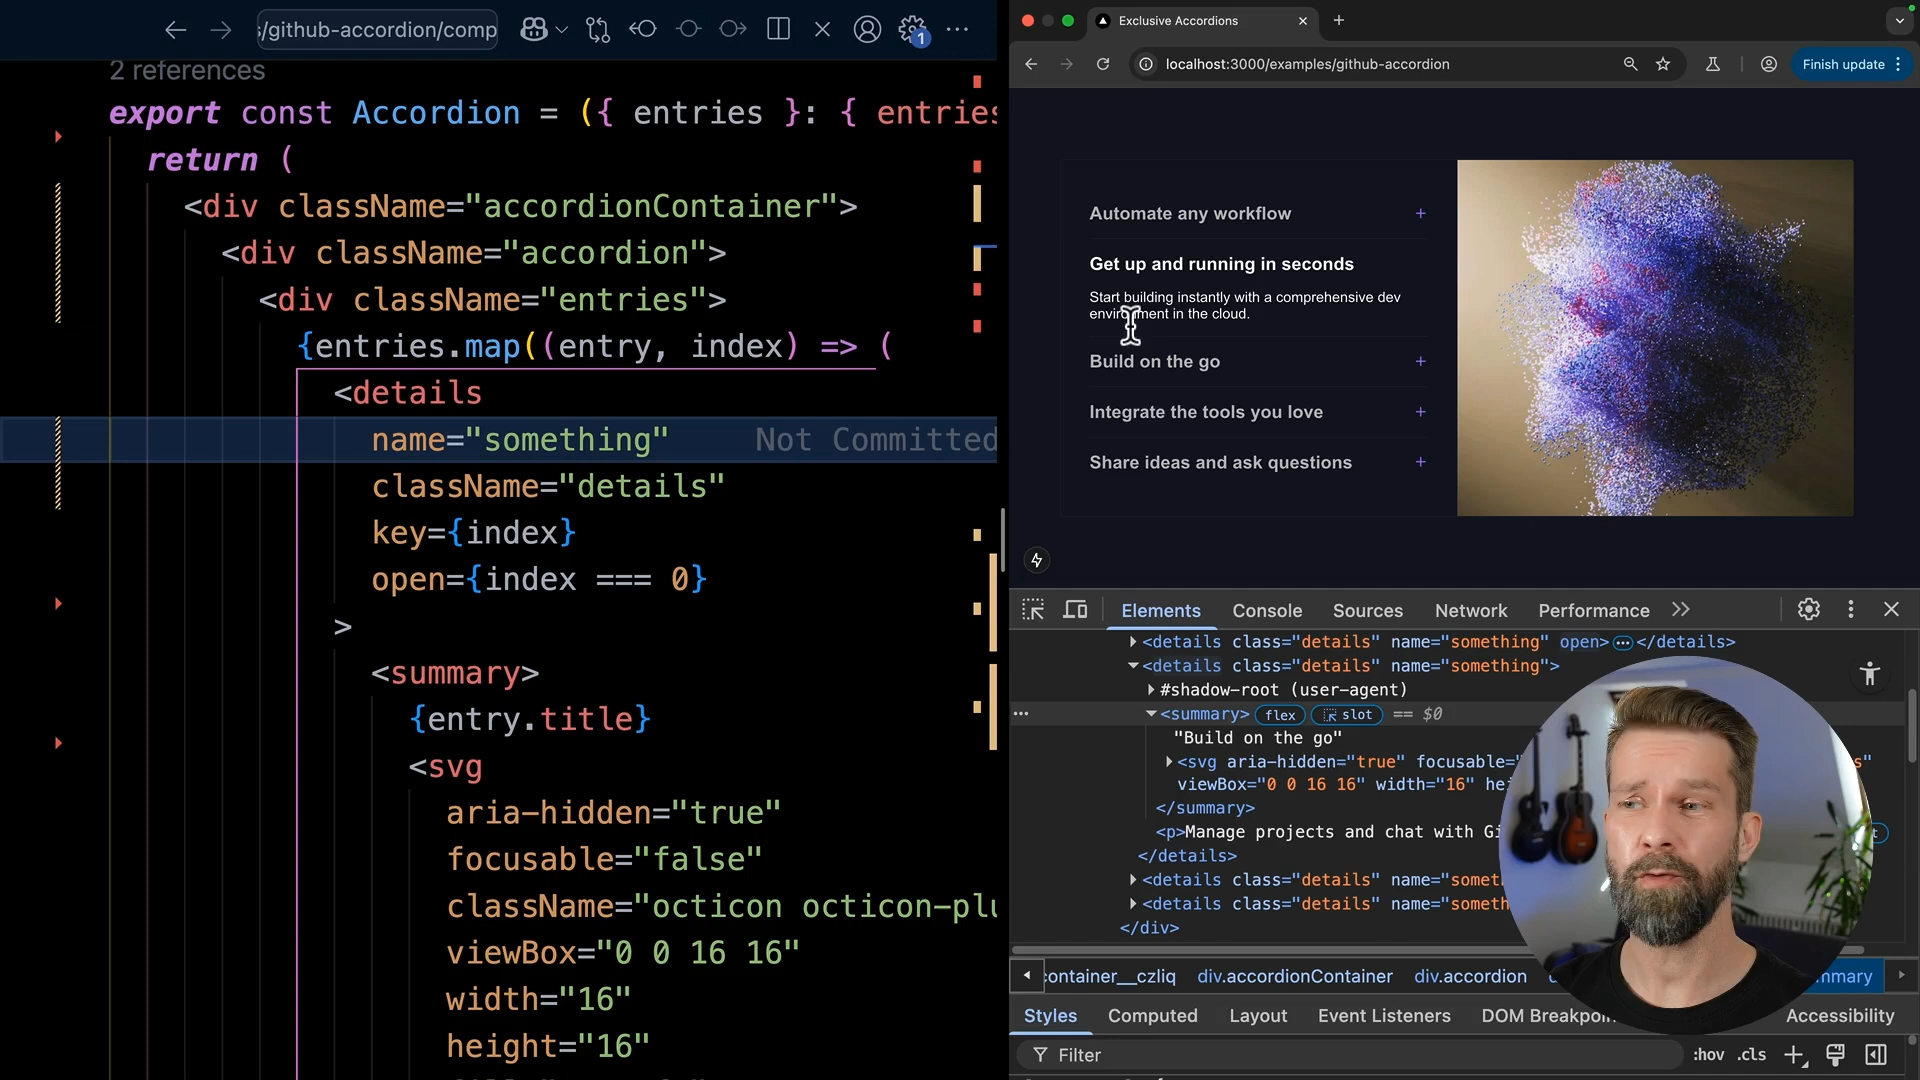 /github-accordion/comp
1
2 references
export const Accordion = ({ entries }: { entries
return (
<div className="accordionContainer">
<div className="accordion">
<div className="entries">
{entries.map((entry, index) => (
<details
name="something" Not Committed
className="details"
key={index}
open={index === 0}
>
<summary>
{entry.title}
<svg
aria-hidden="true"
focusable="false"
className="octicon octicon-plu
viewBox="0 0 16 16"
width="16"
height="16"
Exclusive Accordions
localhost:3000/examples/github-accordion
Finish update
Automate any workflow
Get up and running in seconds
Start building instantly with a comprehensive dev
environment in the cloud.
Build on the go
Integrate the tools you love
Share ideas and ask questions
Elements Console Sources Network Performance
<details class="details" name="something" open>…</details>
<details class="details" name="something">
#shadow-root (user-agent)
<summary> flex slot == $0
"Build on the go"
<svg aria-hidden="true" focusable="
viewBox="0 0 16 16" width="16" hei
</summary>
<p>Manage projects and chat with Gi
</details>
<details class="details" name="someth
<details class="details" name="someth
</div>
container__czliq div.accordionContainer div.accordion mmary
Styles Computed Layout Event Listeners DOM Breakpoin Accessibility
Filter :hov .cls